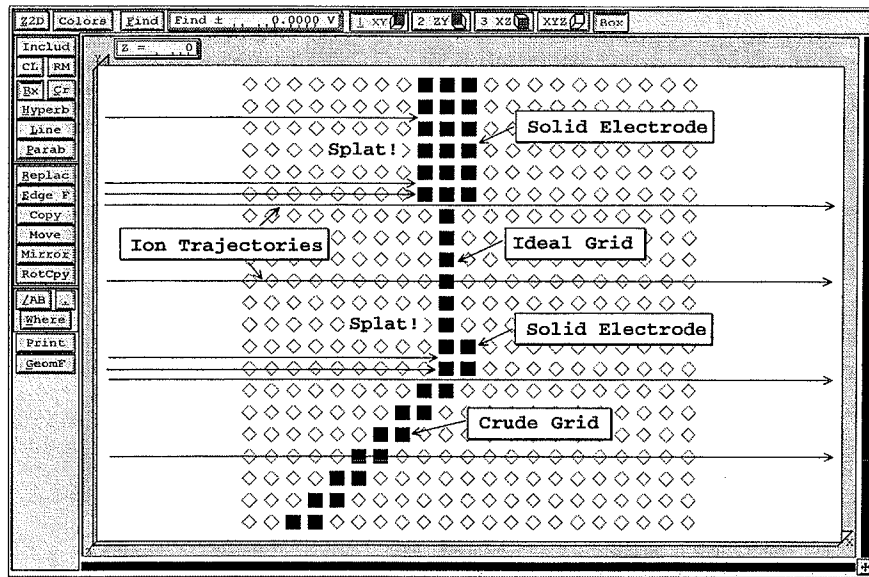 Z2D Colors Find Find ± 0.0000 V 1 XY 2 ZY 3 XZ XYZ Box
Includ
Z = 0
CL RM
Bx Cr
Hyperb
Line
Parab
Solid Electrode
Splat!
Replac
Edge F
Copy
Move
Mirror
RotCpy
Ion Trajectories
Ideal Grid
/AB .
Where
Splat!
Solid Electrode
Print
GeomF
Crude Grid